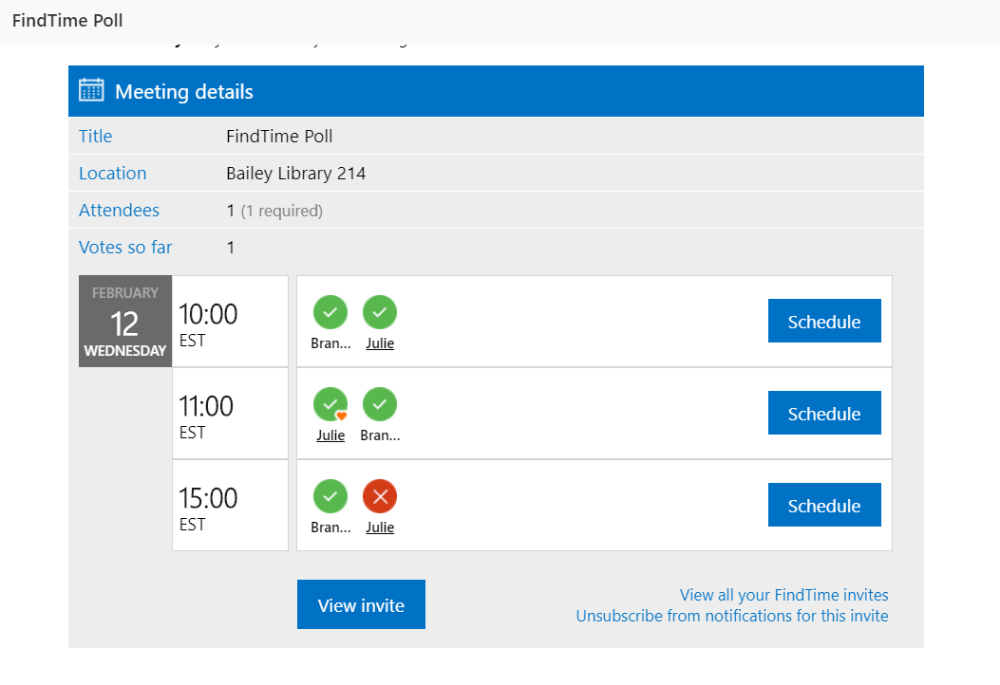 FindTime Poll
Meeting details
Title FindTime Poll
Location Bailey Library 214
Attendees 1 (1 required)
Votes so far 1
FEBRUARY
12
WEDNESDAY
10:00
EST
Bran... Julie
Schedule
11:00
EST
Julie Bran...
Schedule
15:00
EST
Bran... Julie
Schedule
View invite
View all your FindTime invites
Unsubscribe from notifications for this invite